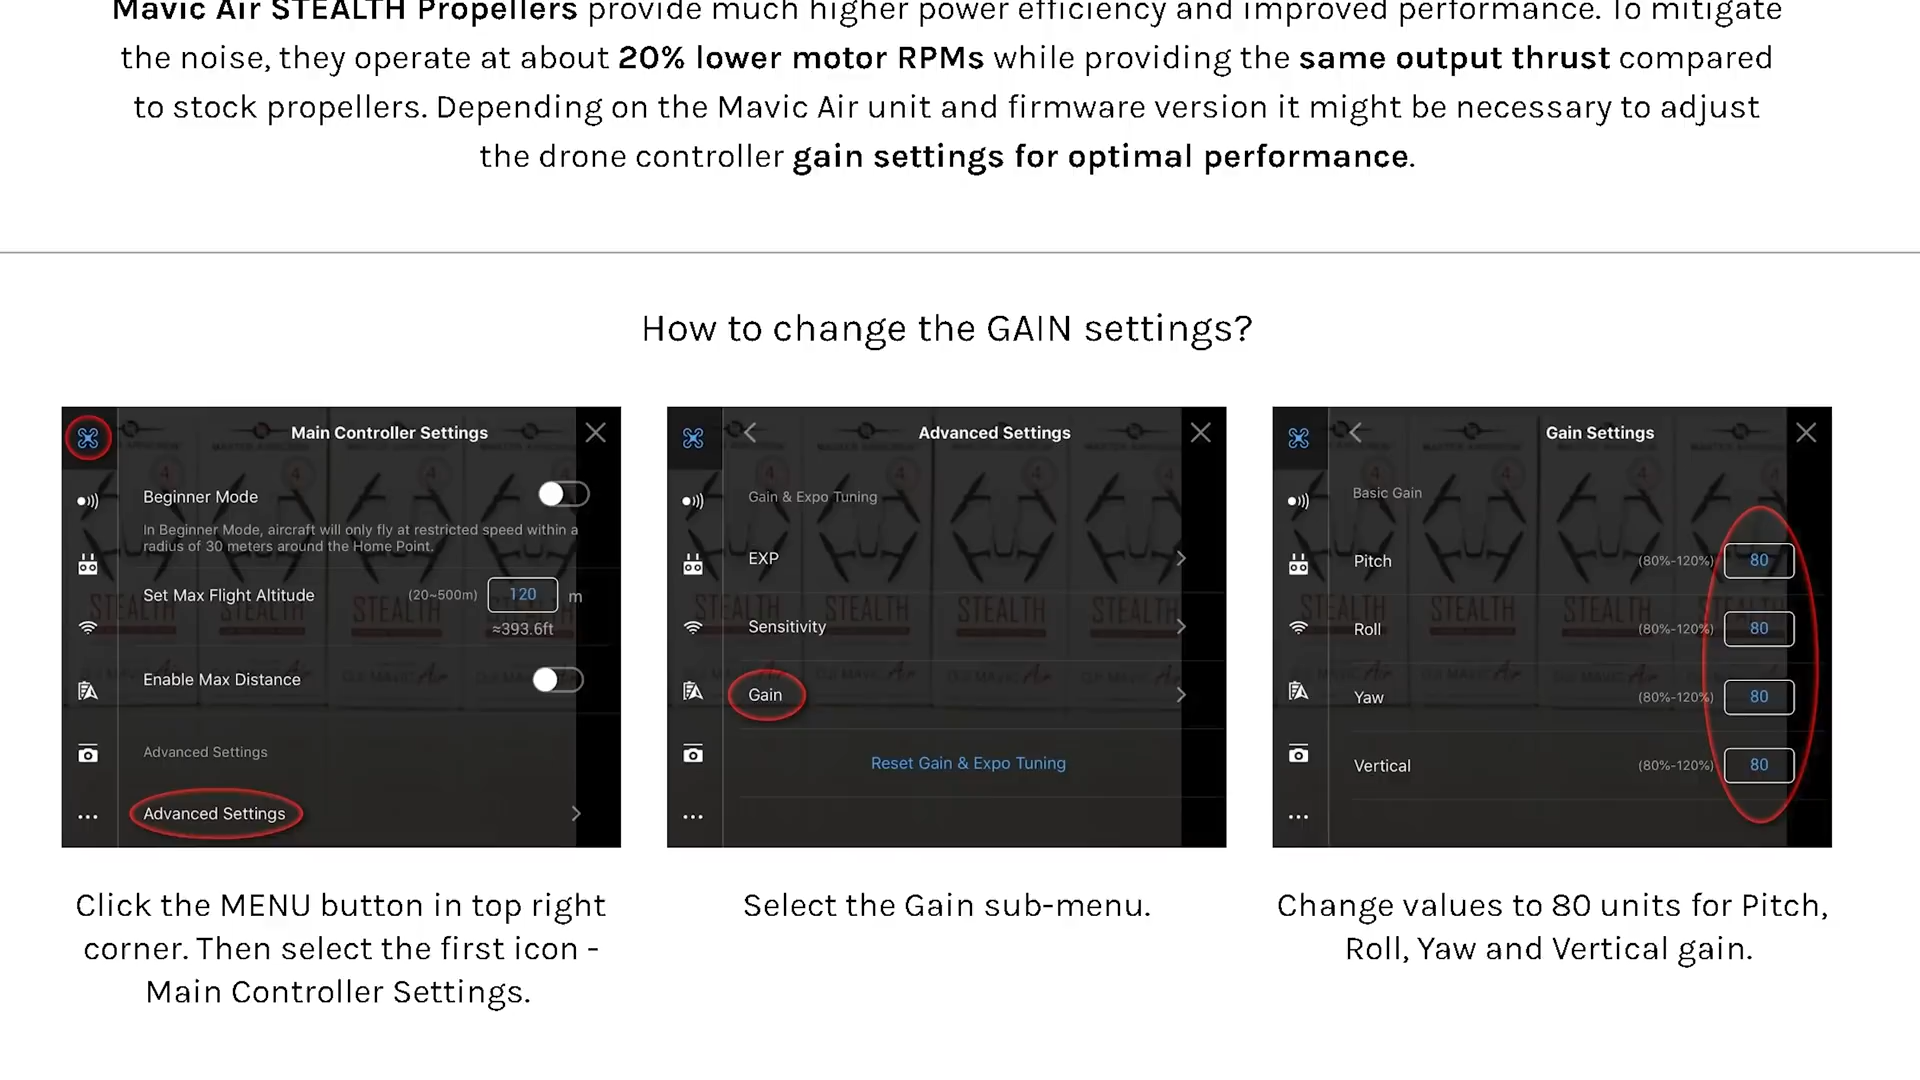 Mavic Air STEALTH Propellers provide much higher power efficiency and improved performance. To mitigate
the noise, they operate at about 20% lower motor RPMs while providing the same output thrust compared
to stock propellers. Depending on the Mavic Air unit and firmware version it might be necessary to adjust
the drone controller gain settings for optimal performance.
How to change the GAIN settings?
Main Controller Settings
Beginner Mode
In Beginner Mode, aircraft will only fly at restricted speed within a
radius of 30 meters around the Home Point.
Set Max Flight Altitude (20~500m) 120 m
≈393.6ft
Enable Max Distance
Advanced Settings
Advanced Settings
Click the MENU button in top right
corner. Then select the first icon -
Main Controller Settings.
Advanced Settings
Gain & Expo Tuning
EXP
Sensitivity
Gain
Reset Gain & Expo Tuning
Select the Gain sub-menu.
Gain Settings
Basic Gain
Pitch (80%-120%) 80
Roll (80%-120%) 80
Yaw (80%-120%) 80
Vertical (80%-120%) 80
Change values to 80 units for Pitch,
Roll, Yaw and Vertical gain.